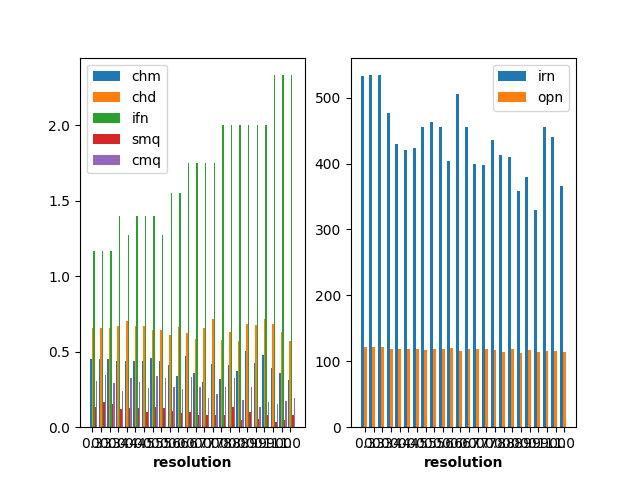 chm
chd
ifn
smq
cmq
2.0
1.5
1.0
0.5
0.0
resolution
irn
opn
500
400
300
200
100
0
resolution